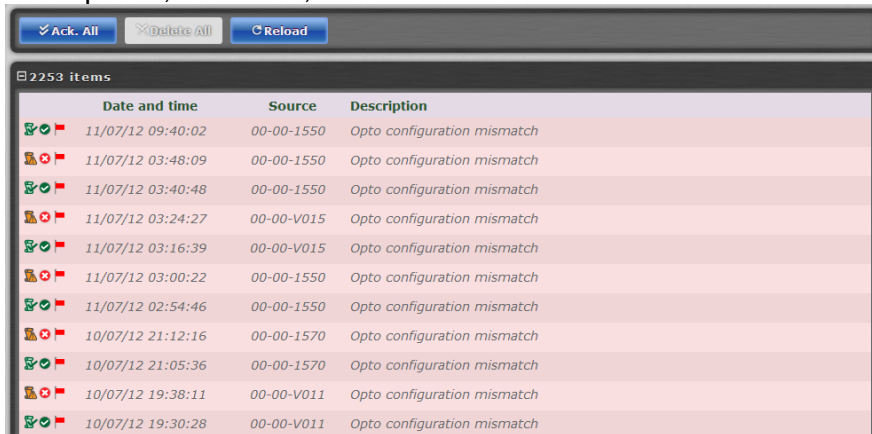 Ack. All Delete All Reload
2253 items
Date and time Source Description
11/07/12 09:40:02 00-00-1550 Opto configuration mismatch
11/07/12 03:48:09 00-00-1550 Opto configuration mismatch
11/07/12 03:40:48 00-00-1550 Opto configuration mismatch
11/07/12 03:24:27 00-00-V015 Opto configuration mismatch
11/07/12 03:16:39 00-00-V015 Opto configuration mismatch
11/07/12 03:00:22 00-00-1550 Opto configuration mismatch
11/07/12 02:54:46 00-00-1550 Opto configuration mismatch
10/07/12 21:12:16 00-00-1570 Opto configuration mismatch
10/07/12 21:05:36 00-00-1570 Opto configuration mismatch
10/07/12 19:38:11 00-00-V011 Opto configuration mismatch
10/07/12 19:30:28 00-00-V011 Opto configuration mismatch